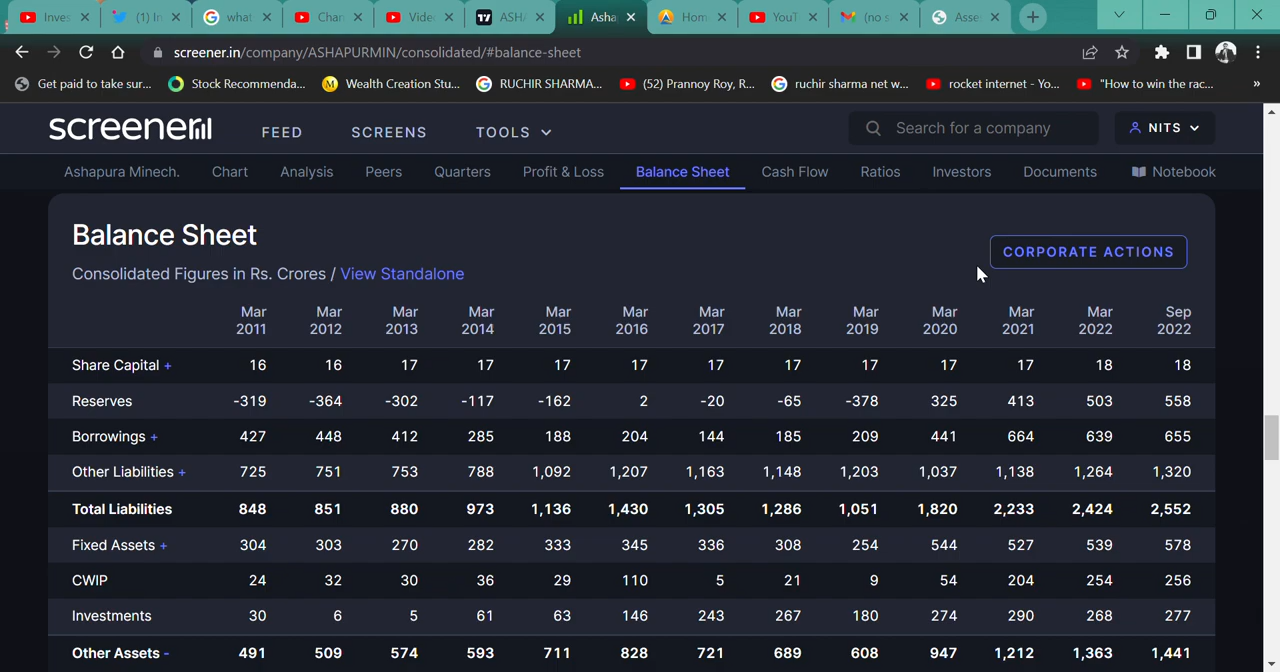 Inves
(1) In
what
Chan
Vide
ASHA
Asha
Hom
YouT
(no s
Asse
screener.in/company/ASHAPURMIN/consolidated/#balance-sheet
Get paid to take sur... Stock Recommenda... Wealth Creation Stu... RUCHIR SHARMA... (52) Prannoy Roy, R... ruchir sharma net w... rocket internet - Yo... "How to win the rac... »
screener FEED SCREENS TOOLS Search for a company NITS
Ashapura Minech. Chart Analysis Peers Quarters Profit & Loss Balance Sheet Cash Flow Ratios Investors Documents Notebook
Balance Sheet
CORPORATE ACTIONS
Consolidated Figures in Rs. Crores / View Standalone
Mar Mar Mar Mar Mar Mar Mar Mar Mar Mar Mar Mar Sep
2011 2012 2013 2014 2015 2016 2017 2018 2019 2020 2021 2022 2022
Share Capital + 16 16 17 17 17 17 17 17 17 17 17 18 18
Reserves -319 -364 -302 -117 -162 2 -20 -65 -378 325 413 503 558
Borrowings + 427 448 412 285 188 204 144 185 209 441 664 639 655
Other Liabilities + 725 751 753 788 1,092 1,207 1,163 1,148 1,203 1,037 1,138 1,264 1,320
Total Liabilities 848 851 880 973 1,136 1,430 1,305 1,286 1,051 1,820 2,233 2,424 2,552
Fixed Assets + 304 303 270 282 333 345 336 308 254 544 527 539 578
CWIP 24 32 30 36 29 110 5 21 9 54 204 254 256
Investments 30 6 5 61 63 146 243 267 180 274 290 268 277
Other Assets - 491 509 574 593 711 828 721 689 608 947 1,212 1,363 1,441